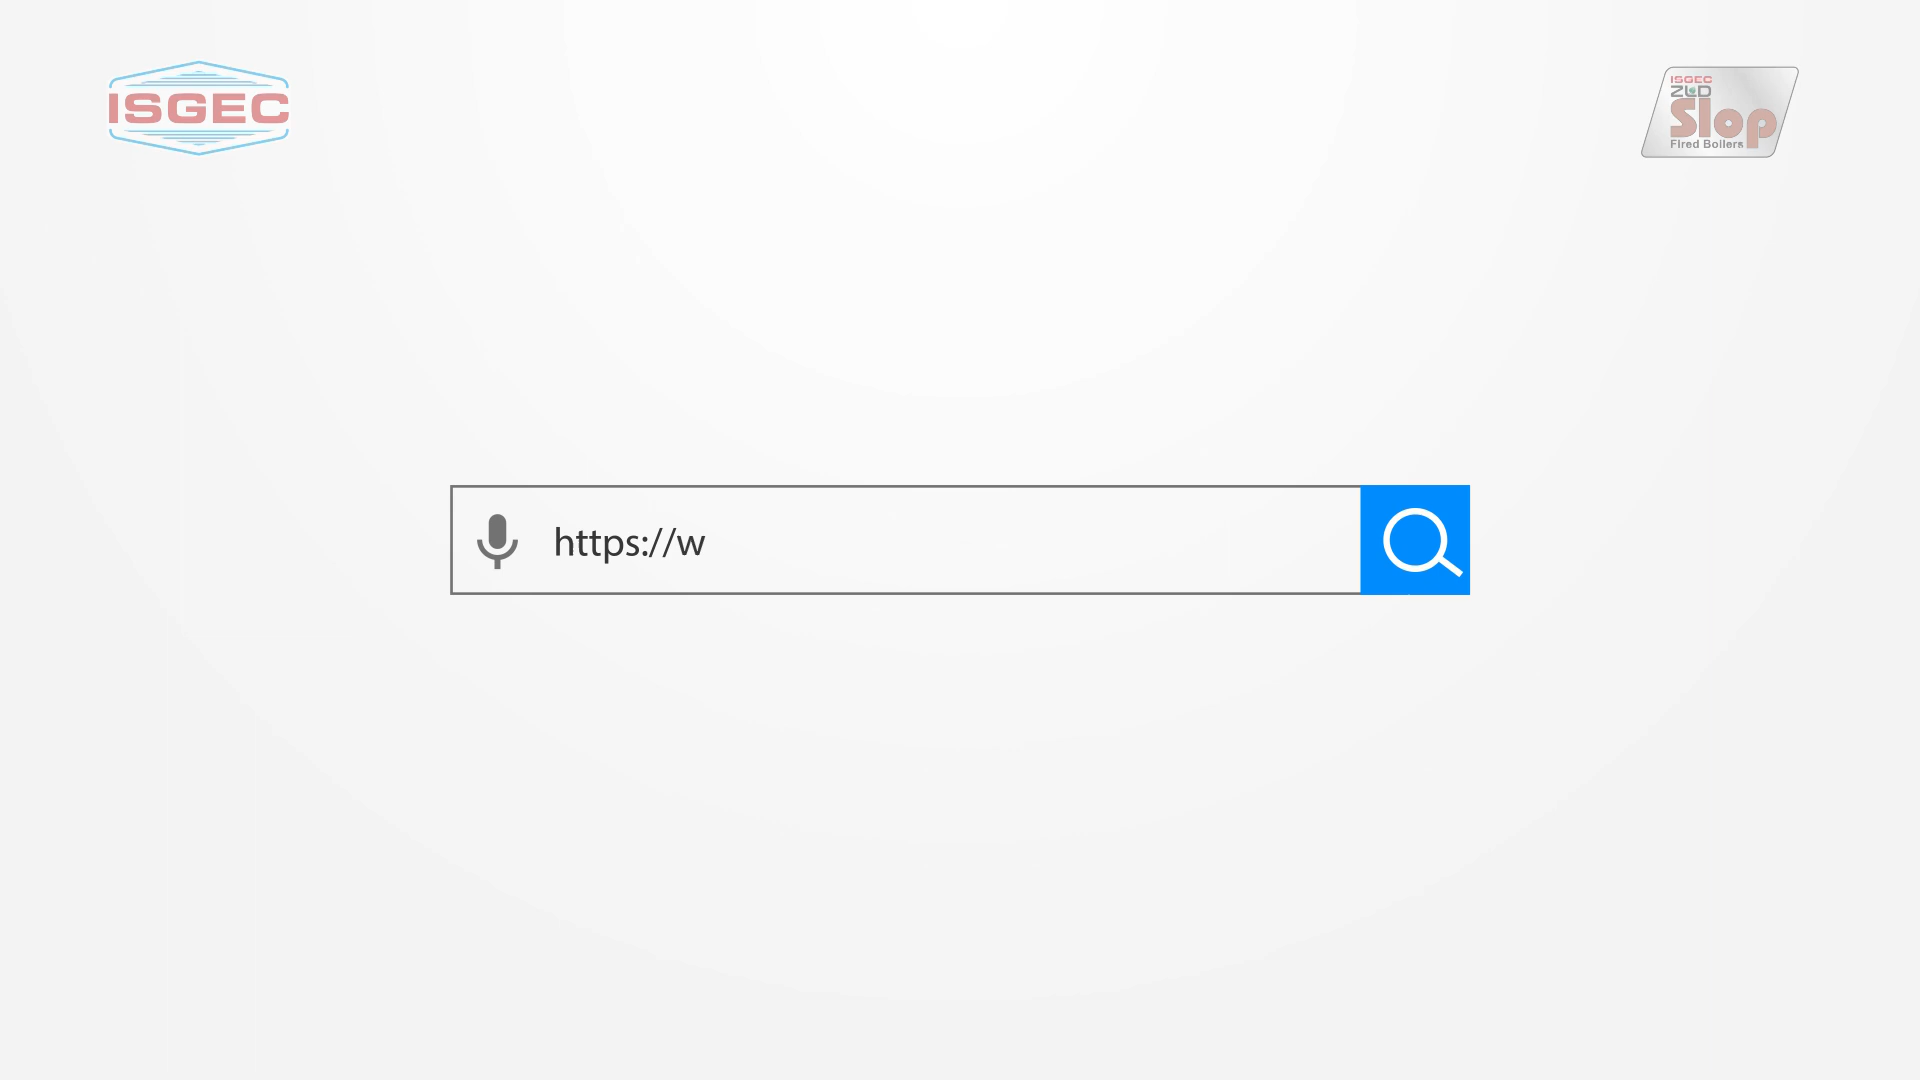 ISGEC
ISGEC
ZLD
Slop
Fired Boilers
https://w